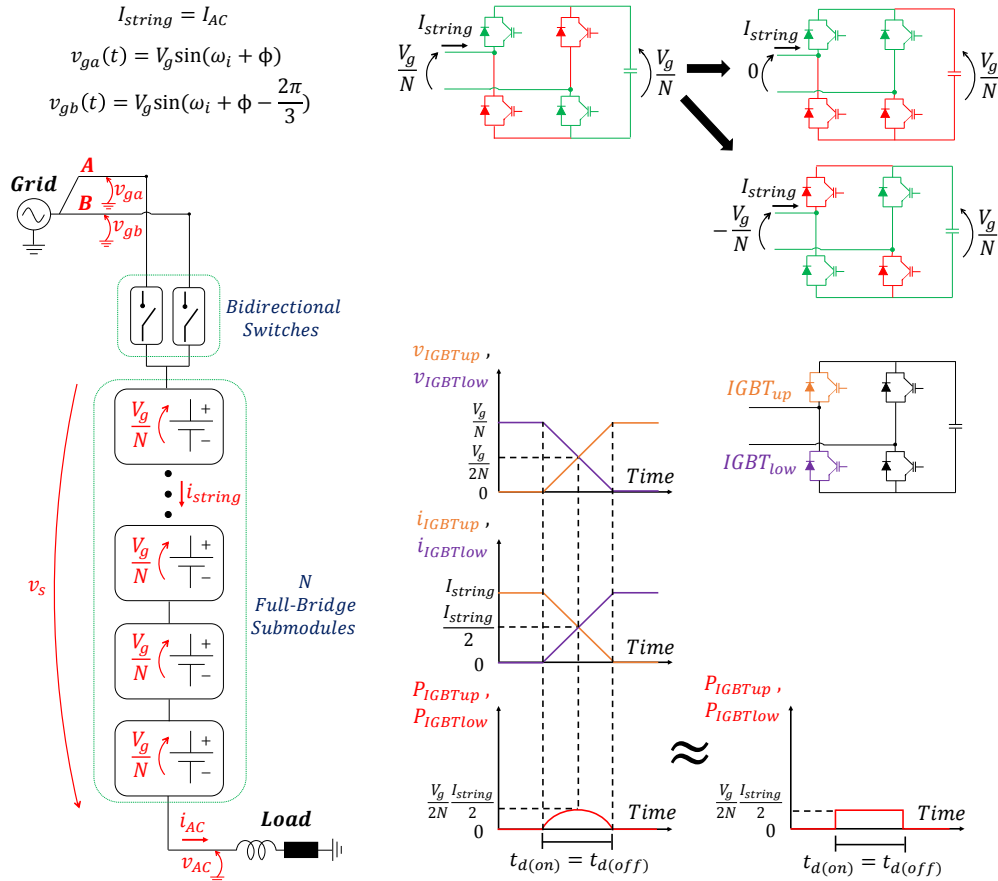 I_string = I_AC
v_ga(t) = V_g sin(ω_i + ϕ)
v_gb(t) = V_g sin(ω_i + ϕ − 2π/3)
I_string
V_g/N
V_g/N
I_string
0
V_g/N
I_string
−V_g/N
V_g/N
Grid
A
v_ga
B
v_gb
Bidirectional
Switches
V_g/N
+
−
i_string
V_g/N
+
−
V_g/N
+
−
V_g/N
+
−
v_s
N
Full-Bridge
Submodules
i_AC
v_AC
Load
v_IGBTup ,
v_IGBTlow
V_g/N
V_g/2N
0
Time
IGBT_up
IGBT_low
i_IGBTup ,
i_IGBTlow
I_string
I_string/2
0
Time
P_IGBTup ,
P_IGBTlow
V_g/2N I_string/2
0
Time
t_d(on) = t_d(off)
≈
P_IGBTup ,
P_IGBTlow
V_g/2N I_string/2
0
Time
t_d(on) = t_d(off)